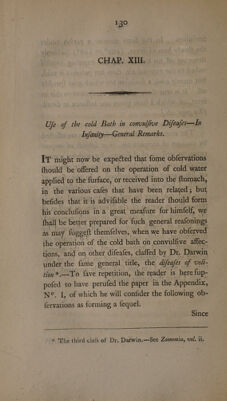 130
CHAP. XIII.
Uſe of the cold Bath in convulſive Diſeaſes—In
Inſanity—General Remarks.
IT might now be expected that ſome obſervations
ſhould be offered on the operation of cold water
applied to the ſurface, or received into the ſtomach,
in the various caſes that have been related; but
beſides that it is adviſable the reader ſhould form
his concluſions in a great meaſure for himſelf, we
ſhall be better prepared for ſuch general reaſonings
as may ſuggeſt themſelves, when we have obſerved
the operation of the cold bath on convulſive affec-
tions, and on other diſeaſes, claſſed by Dr. Darwin
under the ſame general title, the diſeaſes of voli-
tion *.—To ſave repetition, the reader is here ſup-
poſed to have peruſed the paper in the Appendix,
Nº. I, of which he will conſider the following ob-
ſervations as forming a ſequel.
Since
* The third claſs of Dr. Darwin.—See Zoonomia, vol. ii.